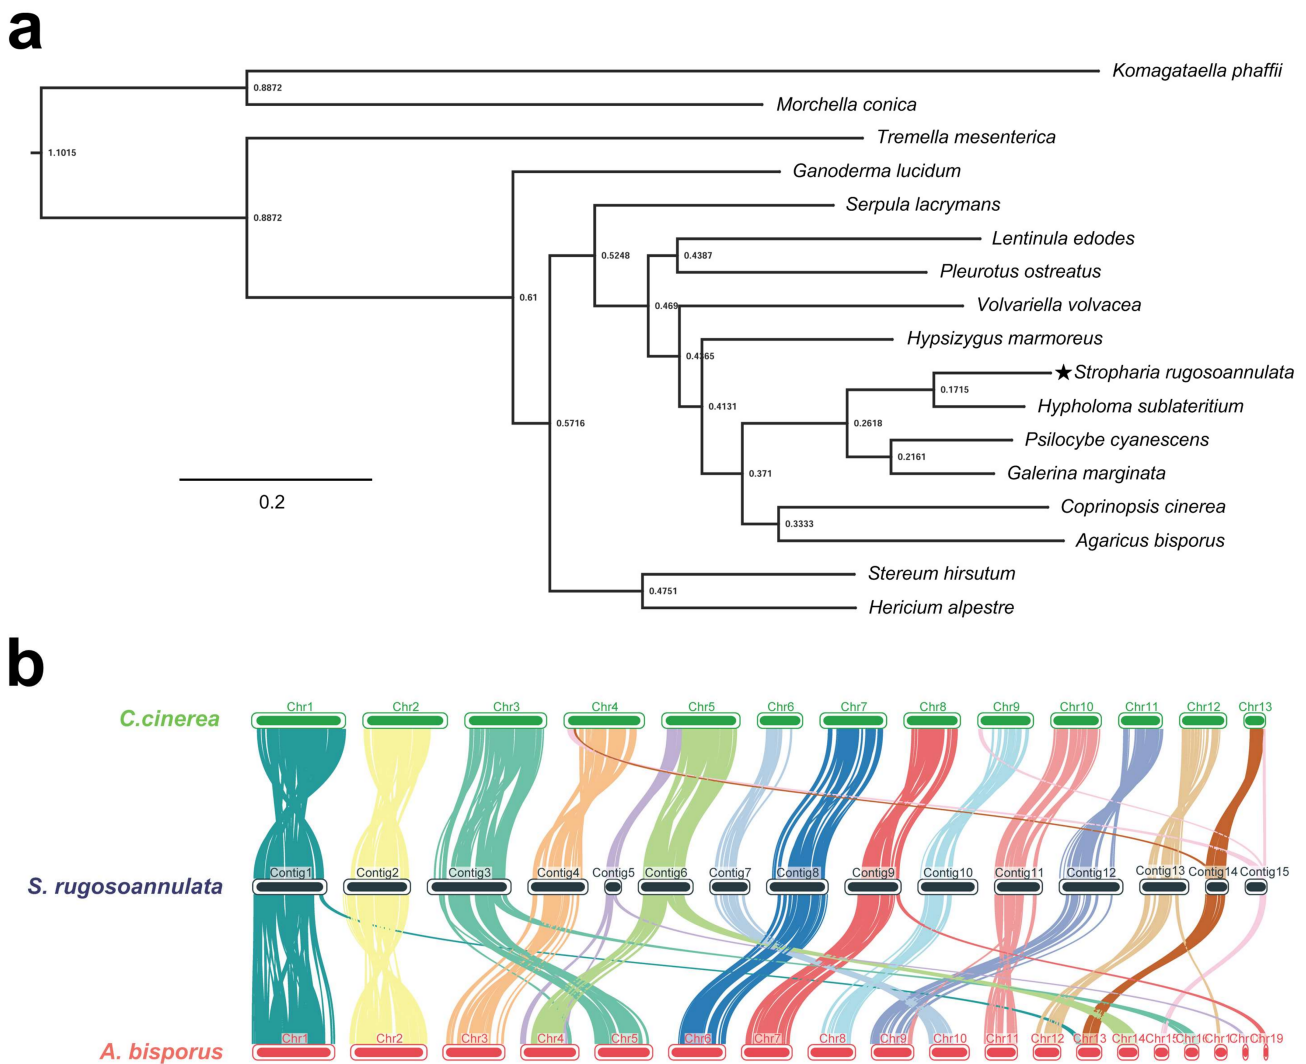 a
Komagataella phaffii
0.8872
Morchella conica
Tremella mesenterica
1.1015
Ganoderma lucidum
Serpula lacrymans
0.8872
Lentinula edodes
0.5248
0.4387
Pleurotus ostreatus
0.61
0.469
Volvariella volvacea
Hypsizygus marmoreus
0.4365
★Stropharia rugosoannulata
0.1715
0.4131
Hypholoma sublateritium
0.5716
0.2618
Psilocybe cyanescens
0.2161
0.371
Galerina marginata
0.2
Coprinopsis cinerea
0.3333
Agaricus bisporus
Stereum hirsutum
0.4751
Hericium alpestre
b
C.cinerea
Chr1 Chr2 Chr3 Chr4 Chr5 Chr6 Chr7 Chr8 Chr9 Chr10 Chr11 Chr12 Chr13
S. rugosoannulata
Contig1 Contig2 Contig3 Contig4 Contig5 Contig6 Contig7 Contig8 Contig9 Contig10 Contig11 Contig12 Contig13 Contig14 Contig15
A. bisporus
Chr1 Chr2 Chr3 Chr4 Chr5 Chr6 Chr7 Chr8 Chr9 Chr10 Chr11 Chr12 Chr13 Chr14 Chr15 Chr19